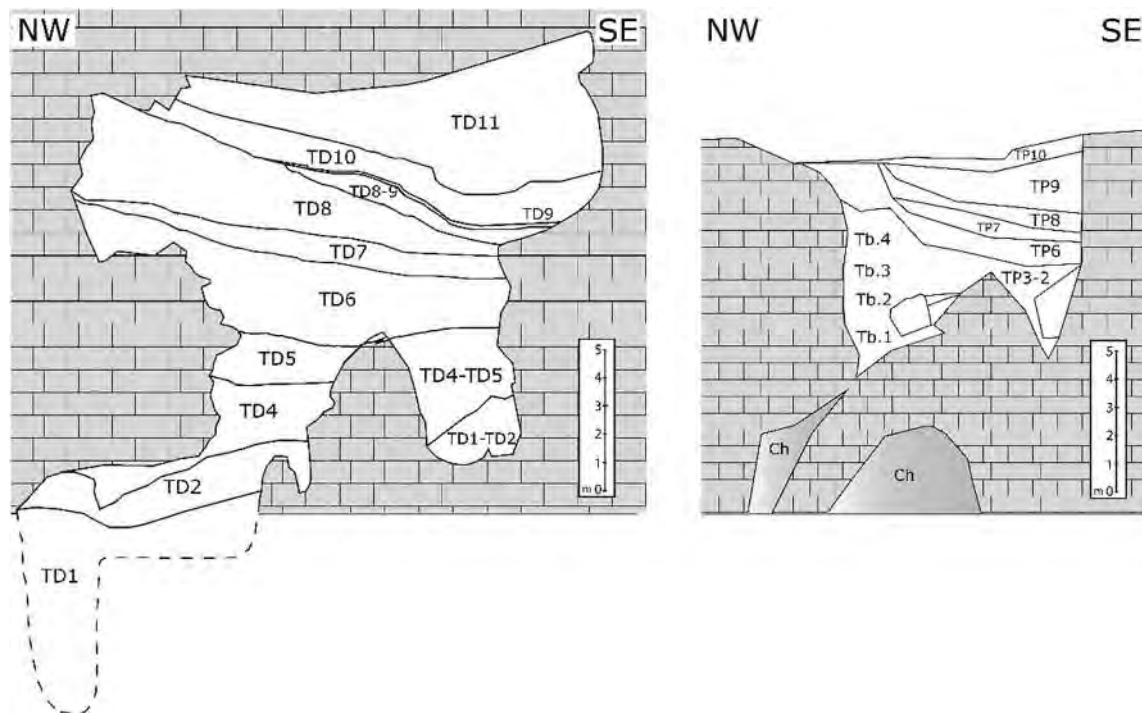 NW
SE
TD11
TD10
TD8-9
TD8
TD9
TD7
TD6
TD5
TD4-TD5
TD4
TD1-TD2
TD2
TD1
5
4
3
2
1
m 0
NW
SE
TP10
TP9
TP8
TP7
TP6
Tb.4
Tb.3
TP3-2
Tb.2
Tb.1
Ch
Ch
5
4
3
2
1
m 0